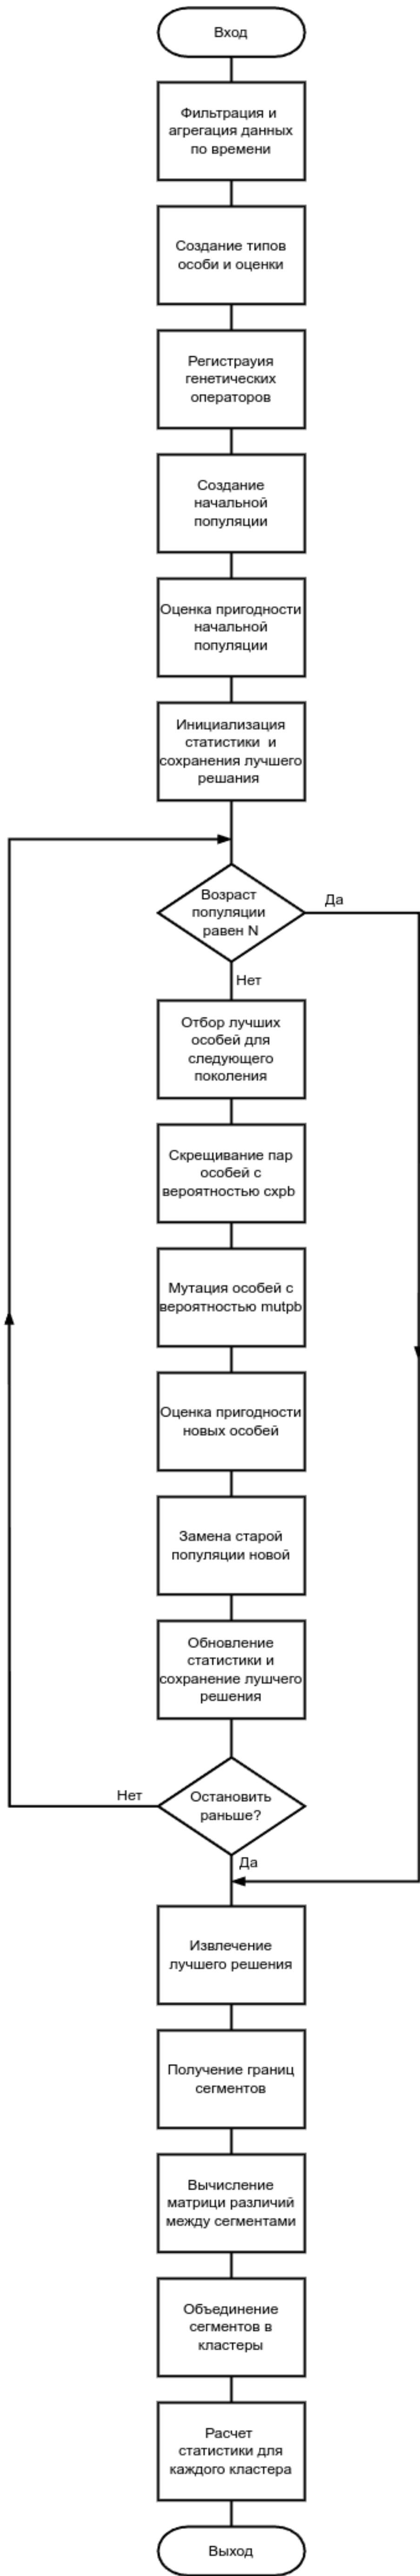 Вход
Фильтрация и
агрегация данных
по времени
Создание типов
особи и оценки
Регистрауия
генетических
операторов
Создание
начальной
популяции
Оценка пригодности
начальной
популяции
Инициализация
статистики и
сохранения лучшего
решания
Возраст
популяции
равен N
Да
Нет
Отбор лучших
особей для
следующего
поколения
Скрещивание пар
особей с
вероятностью cxpb
Мутация особей с
вероятностью mutpb
Оценка пригодности
новых особей
Замена старой
популяции новой
Обновление
статистики и
сохранение лушчего
решения
Нет
Остановить
раньше?
Да
Извлечение
лучшего решения
Получение границ
сегментов
Вычисление
матрици различий
между сегментами
Объединение
сегментов в
кластеры
Расчет
статистики для
каждого кластера
Выход